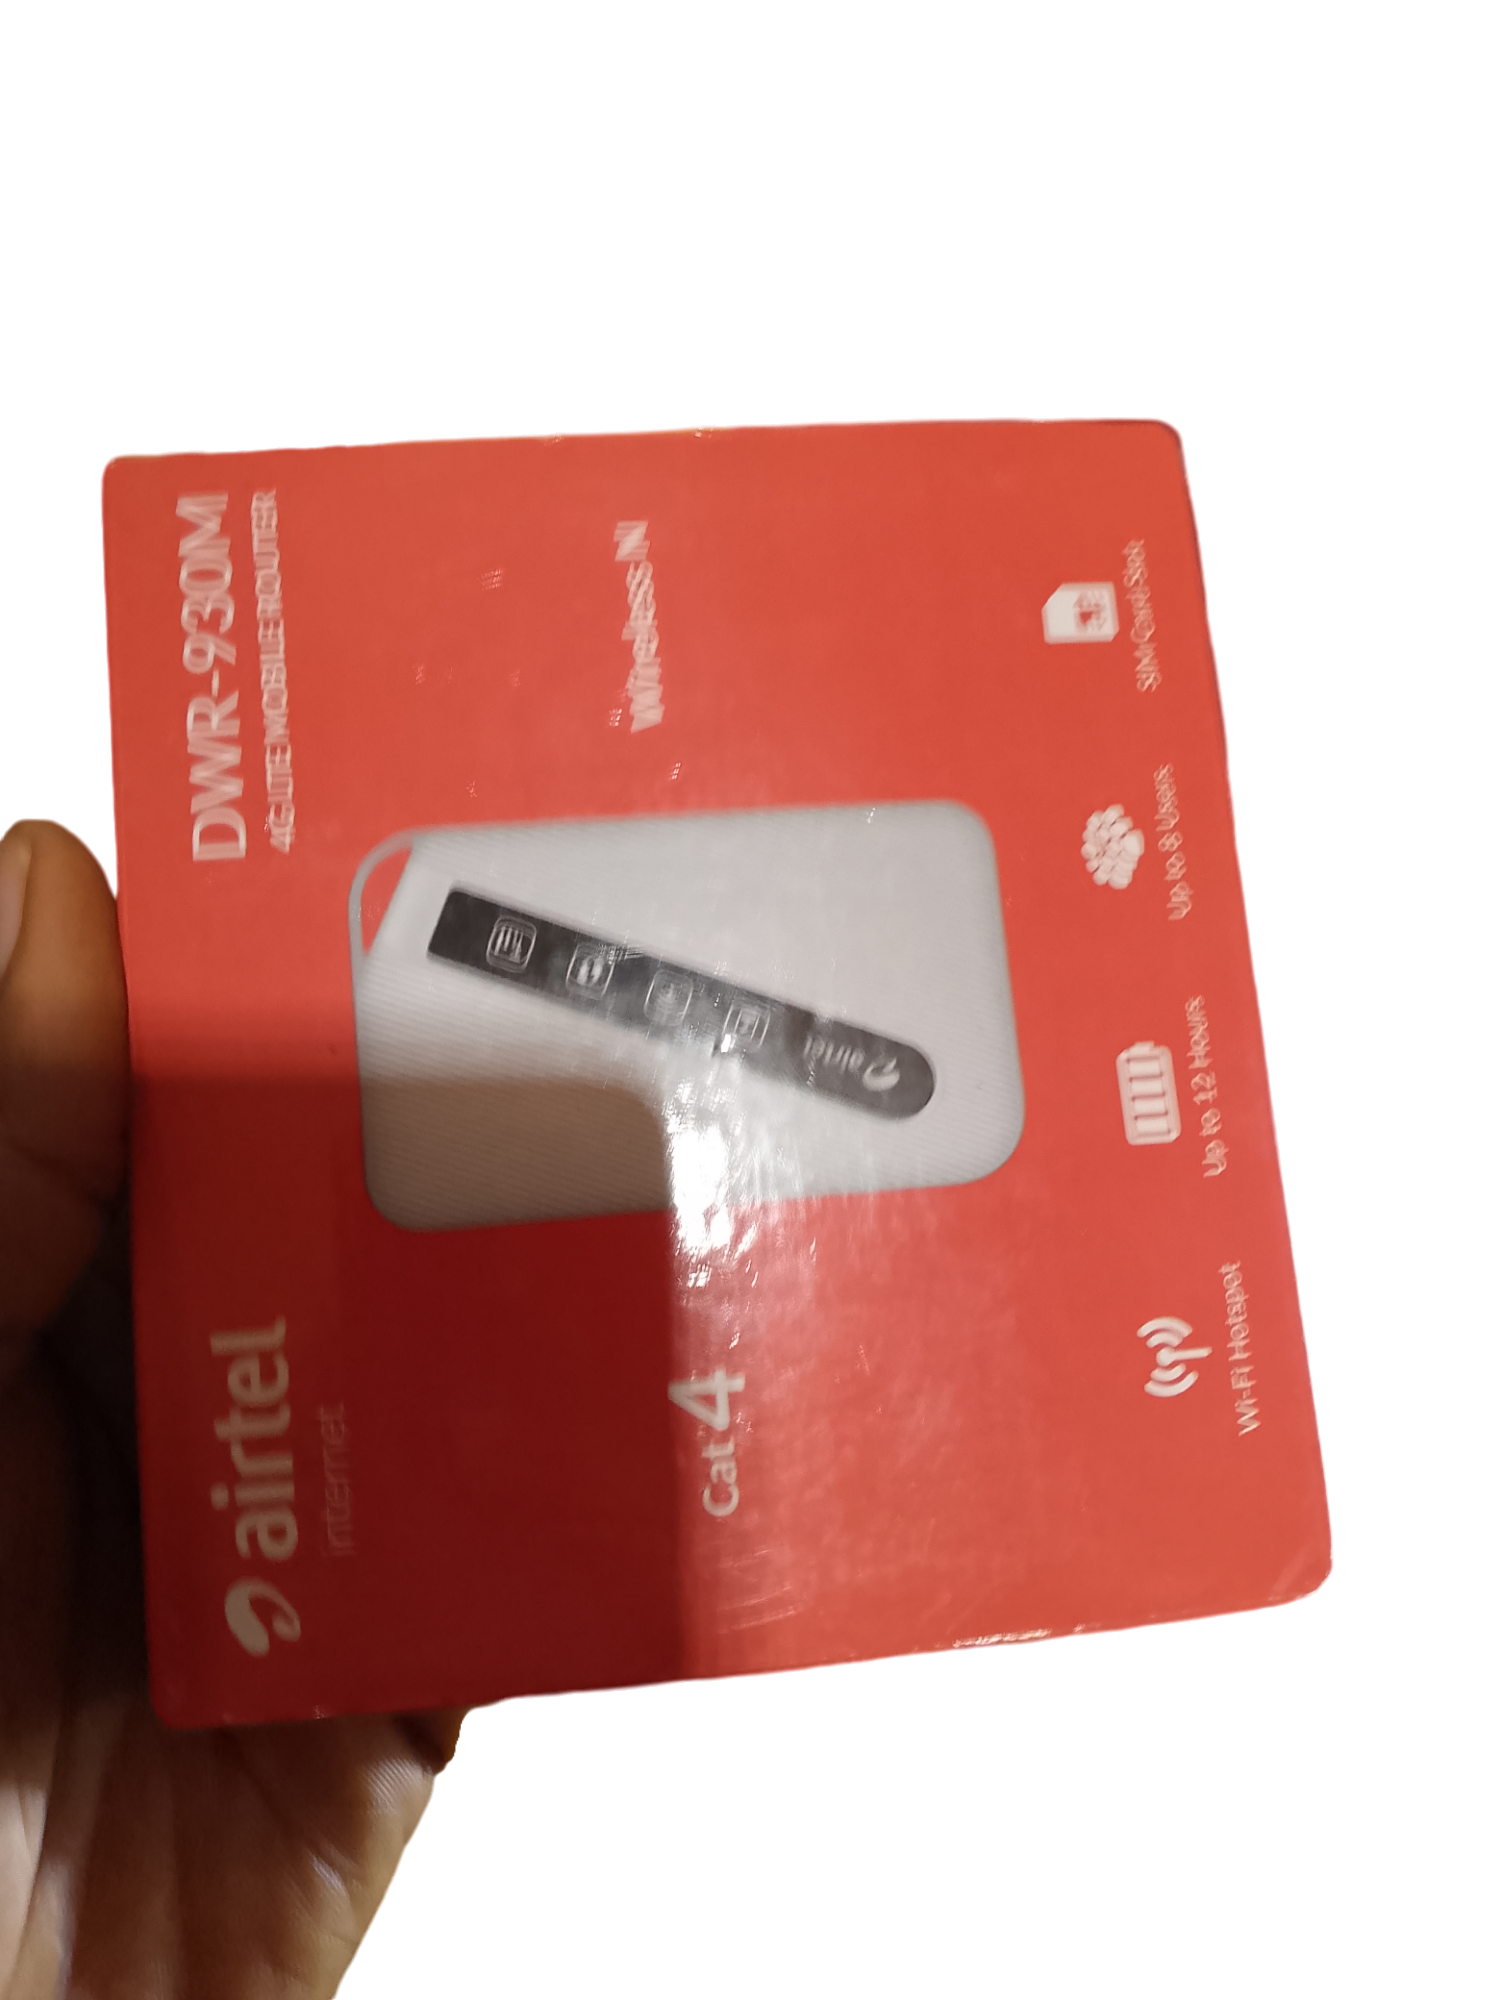 airtel
internet
DWR-930M
4G LTE MOBILE ROUTER
Cat 4
airtel
Wireless N
Wi-Fi Hotspot
Up to 12 Hours
Up to 8 Users
SIM Card Slot